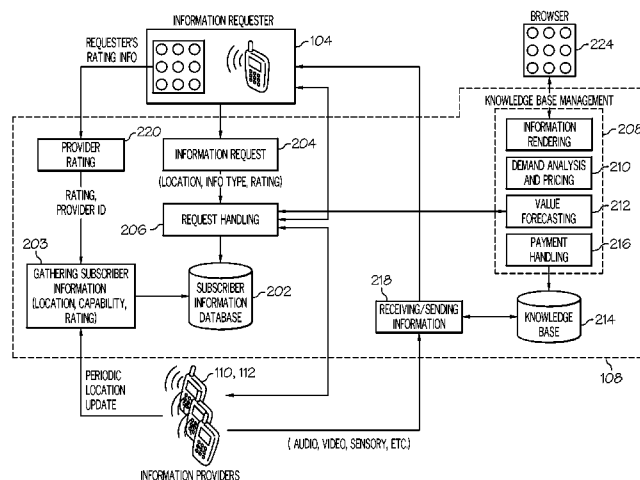 INFORMATION REQUESTER
BROWSER
REQUESTER'S
RATING INFO
104
224
KNOWLEDGE BASE MANAGEMENT
220
PROVIDER
RATING
204
INFORMATION REQUEST
(LOCATION, INFO TYPE, RATING)
INFORMATION
RENDERING
208
DEMAND ANALYSIS
AND PRICING
210
RATING,
PROVIDER ID
206
REQUEST HANDLING
VALUE
FORECASTING
212
PAYMENT
HANDLING
216
203
GATHERING SUBSCRIBER
INFORMATION
(LOCATION, CAPABILITY,
RATING)
SUBSCRIBER
INFORMATION
DATABASE
202
218
RECEIVING/SENDING
INFORMATION
KNOWLEDGE
BASE
214
108
PERIODIC
LOCATION
UPDATE
110, 112
( AUDIO, VIDEO, SENSORY, ETC.)
INFORMATION PROVIDERS